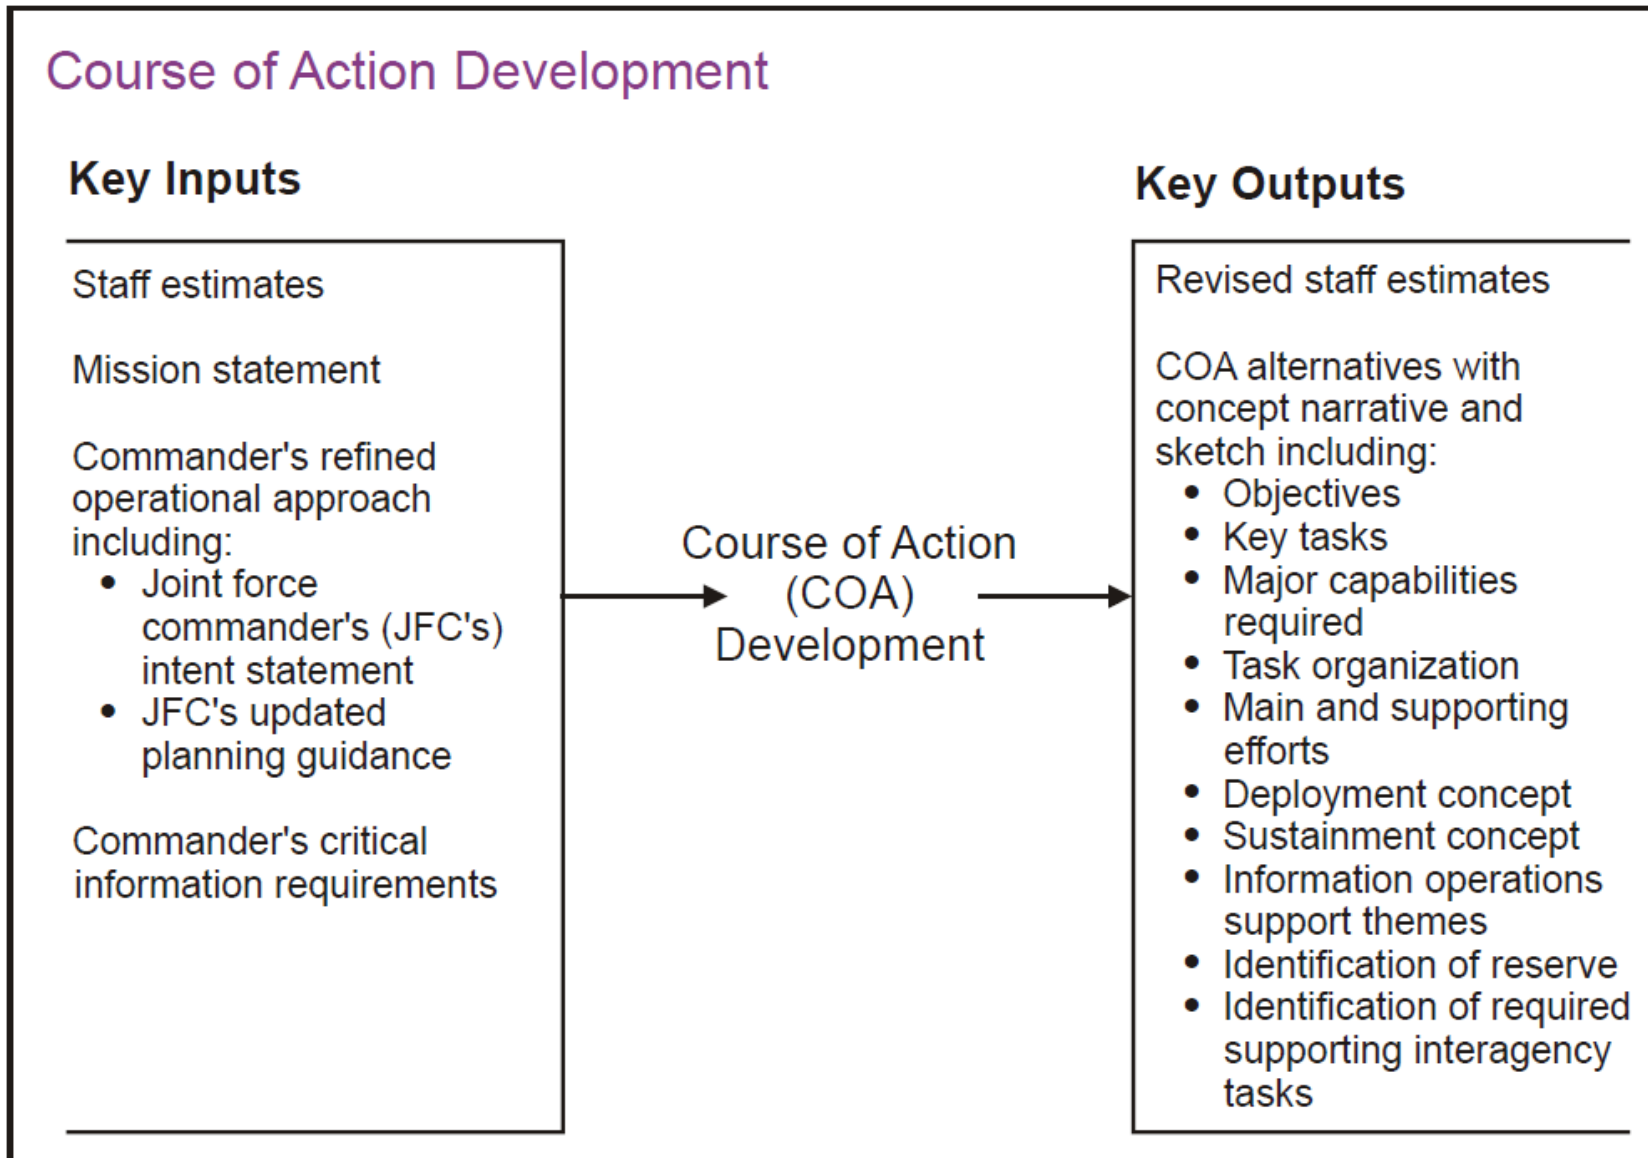 Course of Action Development
Key Inputs
Staff estimates
Mission statement
Commander's refined
operational approach
including:
• Joint force
commander's (JFC's)
intent statement
• JFC's updated
planning guidance
Commander's critical
information requirements
Course of Action
(COA)
Development
Key Outputs
Revised staff estimates
COA alternatives with
concept narrative and
sketch including:
• Objectives
• Key tasks
• Major capabilities
required
• Task organization
• Main and supporting
efforts
• Deployment concept
• Sustainment concept
• Information operations
support themes
• Identification of reserve
• Identification of required
supporting interagency
tasks